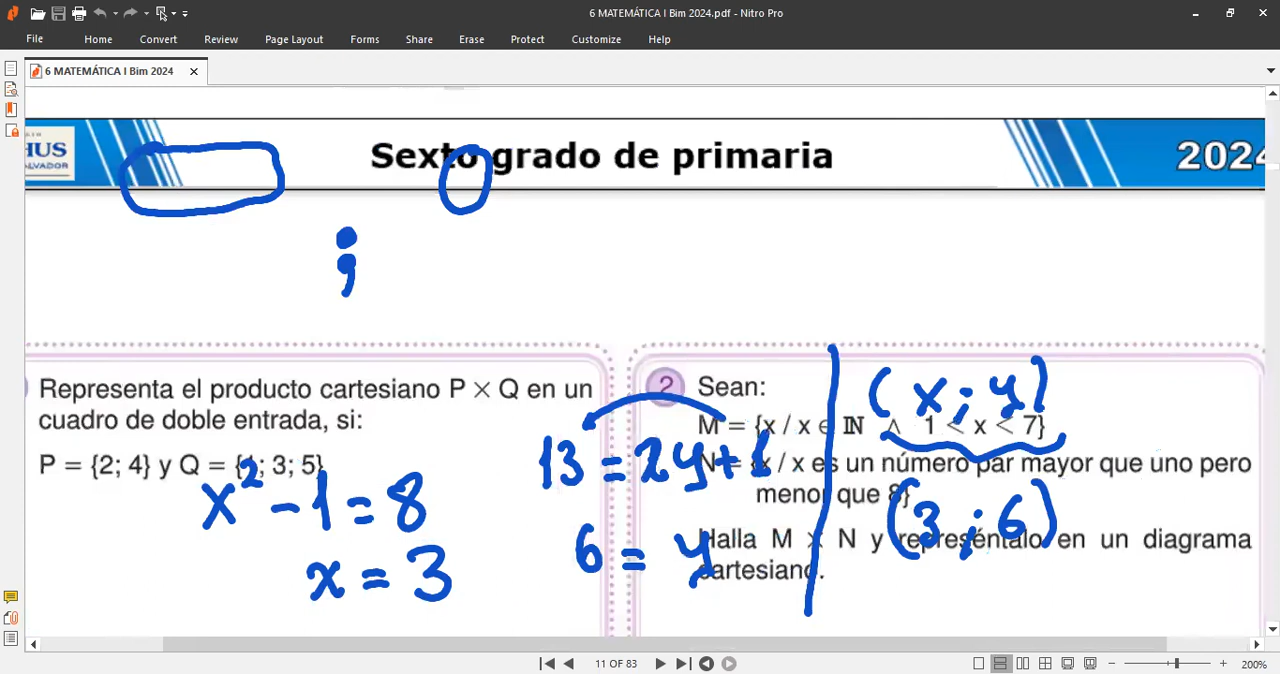 6 MATEMÁTICA I Bim 2024.pdf - Nitro Pro
File Home Convert Review Page Layout Forms Share Erase Protect Customize Help
6 MATEMÁTICA I Bim 2024
HUS
ALVADOR
Sexto grado de primaria
2024
;
Representa el producto cartesiano P × Q en un
cuadro de doble entrada, si:
P = {2; 4} y Q = {1; 3; 5}
x² - 1 = 8
x = 3
13 = 2y + 1
6 = y
2 Sean:
(x ; y)
M = {x / x ∈ ℕ ∧ 1 < x < 7}
N = {x / x es un número par mayor que uno pero
menor que 8}
(3 ; 6)
Halla M × N y represéntalo en un diagrama
cartesiano.
11 OF 83
200%